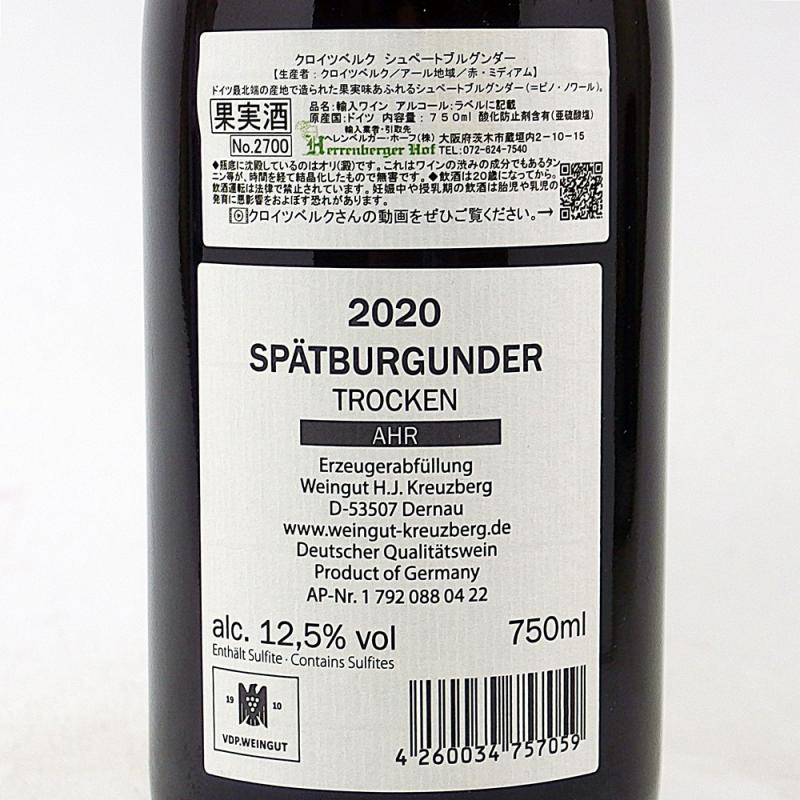 クロイツベルク シュペートブルグンダー
【生産者：クロイツベルク／アール地域／赤・ミディアム】
ドイツ最北端の産地で造られた果実味あふれるシュペートブルグンダー(＝ピノ・ノワール)。
果実酒
No.2700
品名：輸入ワイン アルコール：ラベルに記載
原産国：ドイツ 内容量：750ml 酸化防止剤含有(亜硫酸塩)
輸入業者・引取先
ヘレンベルガー・ホーフ(株) 大阪府茨木市蔵垣内2-10-15
Herrenberger Hof TEL:072-624-7540
◆瓶底に沈殿しているのはオリ(澱)です。これはワインの渋みの成分でもあるタン
ニン等が、時間を経て結晶化したもので無害です。◆飲酒は20歳になってから。
飲酒運転は法律で禁止されています。妊娠中や授乳期の飲酒は胎児や乳児の
発育に悪影響をおよぼす恐れがあります。
クロイツベルクさんの動画をぜひご覧ください。→
2020
SPÄTBURGUNDER
TROCKEN
AHR
Erzeugerabfüllung
Weingut H.J. Kreuzberg
D-53507 Dernau
www.weingut-kreuzberg.de
Deutscher Qualitätswein
Product of Germany
AP-Nr. 1 792 088 04 22
alc. 12,5% vol 750ml
Enthält Sulfite · Contains Sulfites
19 10
VDP.WEINGUT
4 260034 757059